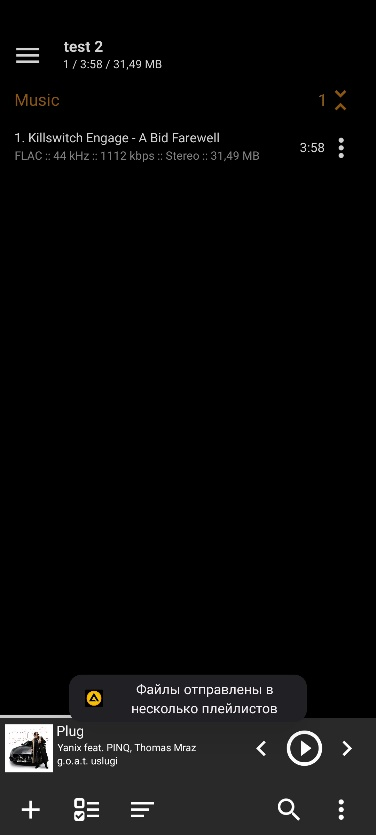 test 2
1 / 3:58 / 31,49 MB
Music 1
1. Killswitch Engage - A Bid Farewell
3:58
FLAC :: 44 kHz :: 1112 kbps :: Stereo :: 31,49 MB
Файлы отправлены в
несколько плейлистов
Plug
Yanix feat. PINQ, Thomas Mraz
g.o.a.t. uslugi